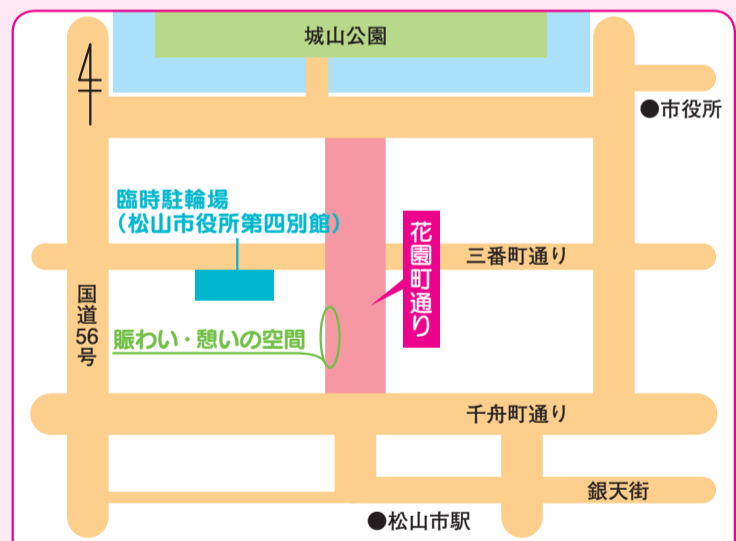 城山公園
●市役所
臨時駐輪場
（松山市役所第四別館）
花園町通り
三番町通り
国道56号
賑わい・憩いの空間
千舟町通り
銀天街
●松山市駅